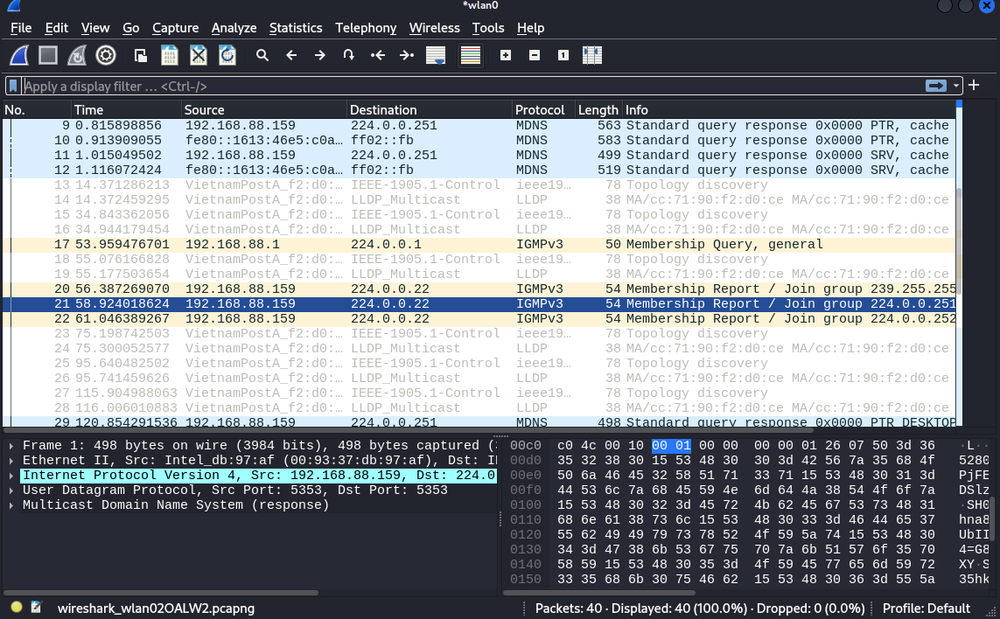 *wlan0
File Edit View Go Capture Analyze Statistics Telephony Wireless Tools Help
Apply a display filter … <Ctrl-/>
No. Time Source Destination Protocol Length Info
9 0.815898856 192.168.88.159 224.0.0.251 MDNS 563 Standard query response 0x0000 PTR, cache
10 0.913909055 fe80::1613:46e5:c0a… ff02::fb MDNS 583 Standard query response 0x0000 PTR, cache
11 1.015049502 192.168.88.159 224.0.0.251 MDNS 499 Standard query response 0x0000 SRV, cache
12 1.116072424 fe80::1613:46e5:c0a… ff02::fb MDNS 519 Standard query response 0x0000 SRV, cache
13 14.371286213 VietnamPostA_f2:d0:… IEEE-1905.1-Control ieee19… 78 Topology discovery
14 14.372459295 VietnamPostA_f2:d0:… LLDP_Multicast LLDP 38 MA/cc:71:90:f2:d0:ce MA/cc:71:90:f2:d0:ce
15 34.843362056 VietnamPostA_f2:d0:… IEEE-1905.1-Control ieee19… 78 Topology discovery
16 34.944179454 VietnamPostA_f2:d0:… LLDP_Multicast LLDP 38 MA/cc:71:90:f2:d0:ce MA/cc:71:90:f2:d0:ce
17 53.959476701 192.168.88.1 224.0.0.1 IGMPv3 50 Membership Query, general
18 55.076166828 VietnamPostA_f2:d0:… IEEE-1905.1-Control ieee19… 78 Topology discovery
19 55.177503654 VietnamPostA_f2:d0:… LLDP_Multicast LLDP 38 MA/cc:71:90:f2:d0:ce MA/cc:71:90:f2:d0:ce
20 56.387269070 192.168.88.159 224.0.0.22 IGMPv3 54 Membership Report / Join group 239.255.255
21 58.924018624 192.168.88.159 224.0.0.22 IGMPv3 54 Membership Report / Join group 224.0.0.251
22 61.046389267 192.168.88.159 224.0.0.22 IGMPv3 54 Membership Report / Join group 224.0.0.252
23 75.198742503 VietnamPostA_f2:d0:… IEEE-1905.1-Control ieee19… 78 Topology discovery
24 75.300052577 VietnamPostA_f2:d0:… LLDP_Multicast LLDP 38 MA/cc:71:90:f2:d0:ce MA/cc:71:90:f2:d0:ce
25 95.640482502 VietnamPostA_f2:d0:… IEEE-1905.1-Control ieee19… 78 Topology discovery
26 95.741459626 VietnamPostA_f2:d0:… LLDP_Multicast LLDP 38 MA/cc:71:90:f2:d0:ce MA/cc:71:90:f2:d0:ce
27 115.904988063 VietnamPostA_f2:d0:… IEEE-1905.1-Control ieee19… 78 Topology discovery
28 116.006010883 VietnamPostA_f2:d0:… LLDP_Multicast LLDP 38 MA/cc:71:90:f2:d0:ce MA/cc:71:90:f2:d0:ce
29 120.854291536 192.168.88.159 224.0.0.251 MDNS 498 Standard query response 0x0000 PTR DESKTOP
Frame 1: 498 bytes on wire (3984 bits), 498 bytes captured (
Ethernet II, Src: Intel_db:97:af (00:93:37:db:97:af), Dst: I
Internet Protocol Version 4, Src: 192.168.88.159, Dst: 224.0
User Datagram Protocol, Src Port: 5353, Dst Port: 5353
Multicast Domain Name System (response)
00c0 c0 4c 00 10 00 01 00 00 00 00 01 26 07 50 3d 36 ·L··
00d0 35 32 38 30 15 53 48 30 30 3d 42 56 7a 35 68 4f 5280
00e0 50 6a 46 45 32 58 51 71 33 71 15 53 48 30 31 3d PjFE
00f0 44 53 6c 7a 68 45 59 4e 6d 64 4a 38 54 4f 6f 7a DSlz
0100 15 53 48 30 32 3d 45 72 4b 62 45 67 53 73 48 31 ·SH0
0110 68 6e 61 38 73 6c 15 53 48 30 33 3d 46 44 65 37 hna8
0120 55 62 49 49 79 73 78 52 4f 59 5a 74 15 53 48 30 UbII
0130 34 3d 47 38 6b 53 67 75 70 7a 6b 51 57 6f 35 70 4=G8
0140 58 59 15 53 48 30 35 3d 4f 59 45 77 65 6d 59 72 XY·S
0150 33 35 68 6b 30 75 46 62 15 53 48 30 36 3d 55 5a 35hk
wireshark_wlan02OALW2.pcapng
Packets: 40 · Displayed: 40 (100.0%) · Dropped: 0 (0.0%)
Profile: Default